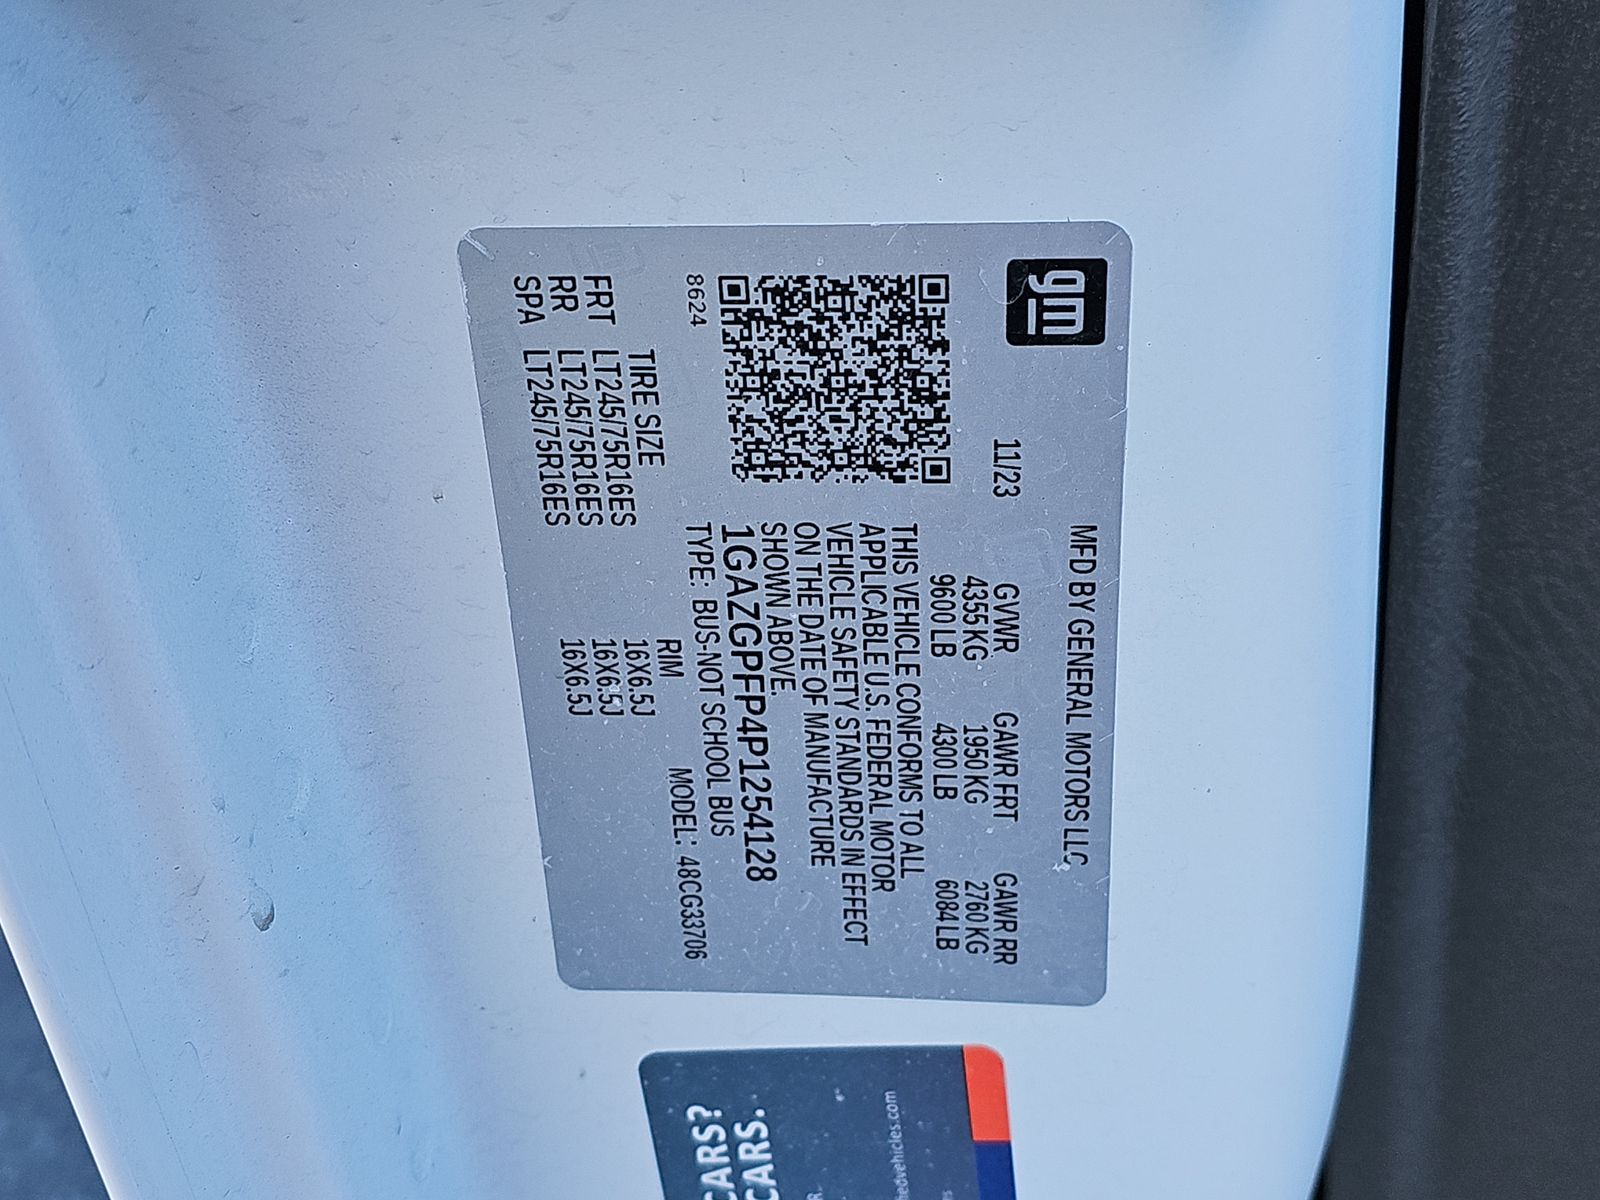 gm
MFD BY GENERAL MOTORS LLC
11/23
GVWR GAWR FRT GAWR RR
4355 KG 1950 KG 2760 KG
9600 LB 4300 LB 6084 LB
THIS VEHICLE CONFORMS TO ALL
APPLICABLE U.S. FEDERAL MOTOR
VEHICLE SAFETY STANDARDS IN EFFECT
ON THE DATE OF MANUFACTURE
SHOWN ABOVE.
1GAZGPFP4P1254128
8624
TYPE: BUS-NOT SCHOOL BUS
MODEL: 48CG33706
TIRE SIZE RIM
FRT LT245/75R16ES 16X6.5J
RR LT245/75R16ES 16X6.5J
SPA LT245/75R16ES 16X6.5J
CARS?
CARS.
R.
hedvehicles.com